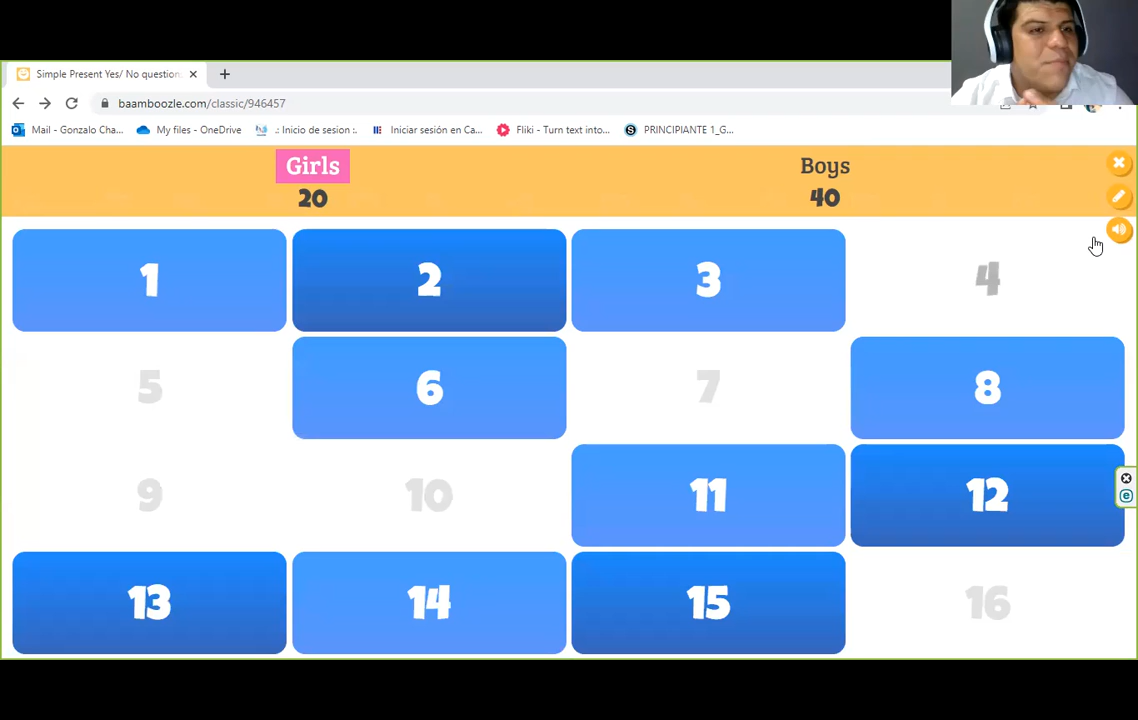 Simple Present Yes/ No question
baamboozle.com/classic/946457
Mail - Gonzalo Cha... My files - OneDrive .: Inicio de sesion :. Iniciar sesión en Ca... Fliki - Turn text into... PRINCIPIANTE 1_G...
Girls Boys
20 40
1 2 3 4
5 6 7 8
9 10 11 12
13 14 15 16